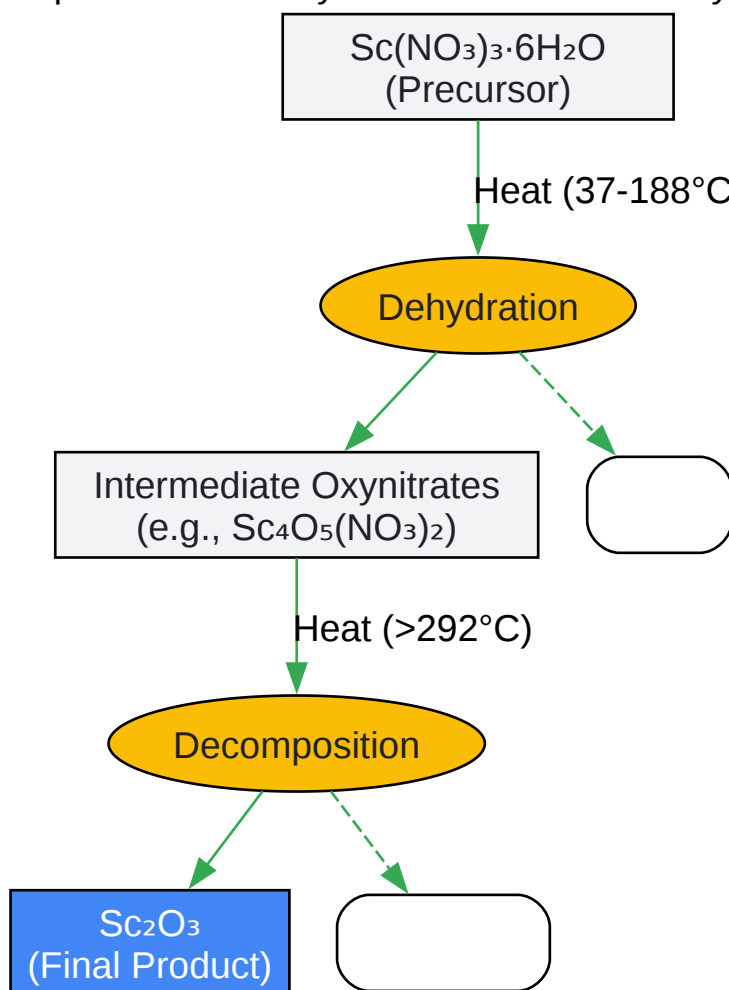 Sc(NO₃)₃·6H₂O
(Precursor)
Heat (37-188°C
Dehydration
Intermediate Oxynitrates
(e.g., Sc₄O₅(NO₃)₂)
Heat (>292°C)
Decomposition
Sc₂O₃
(Final Product)